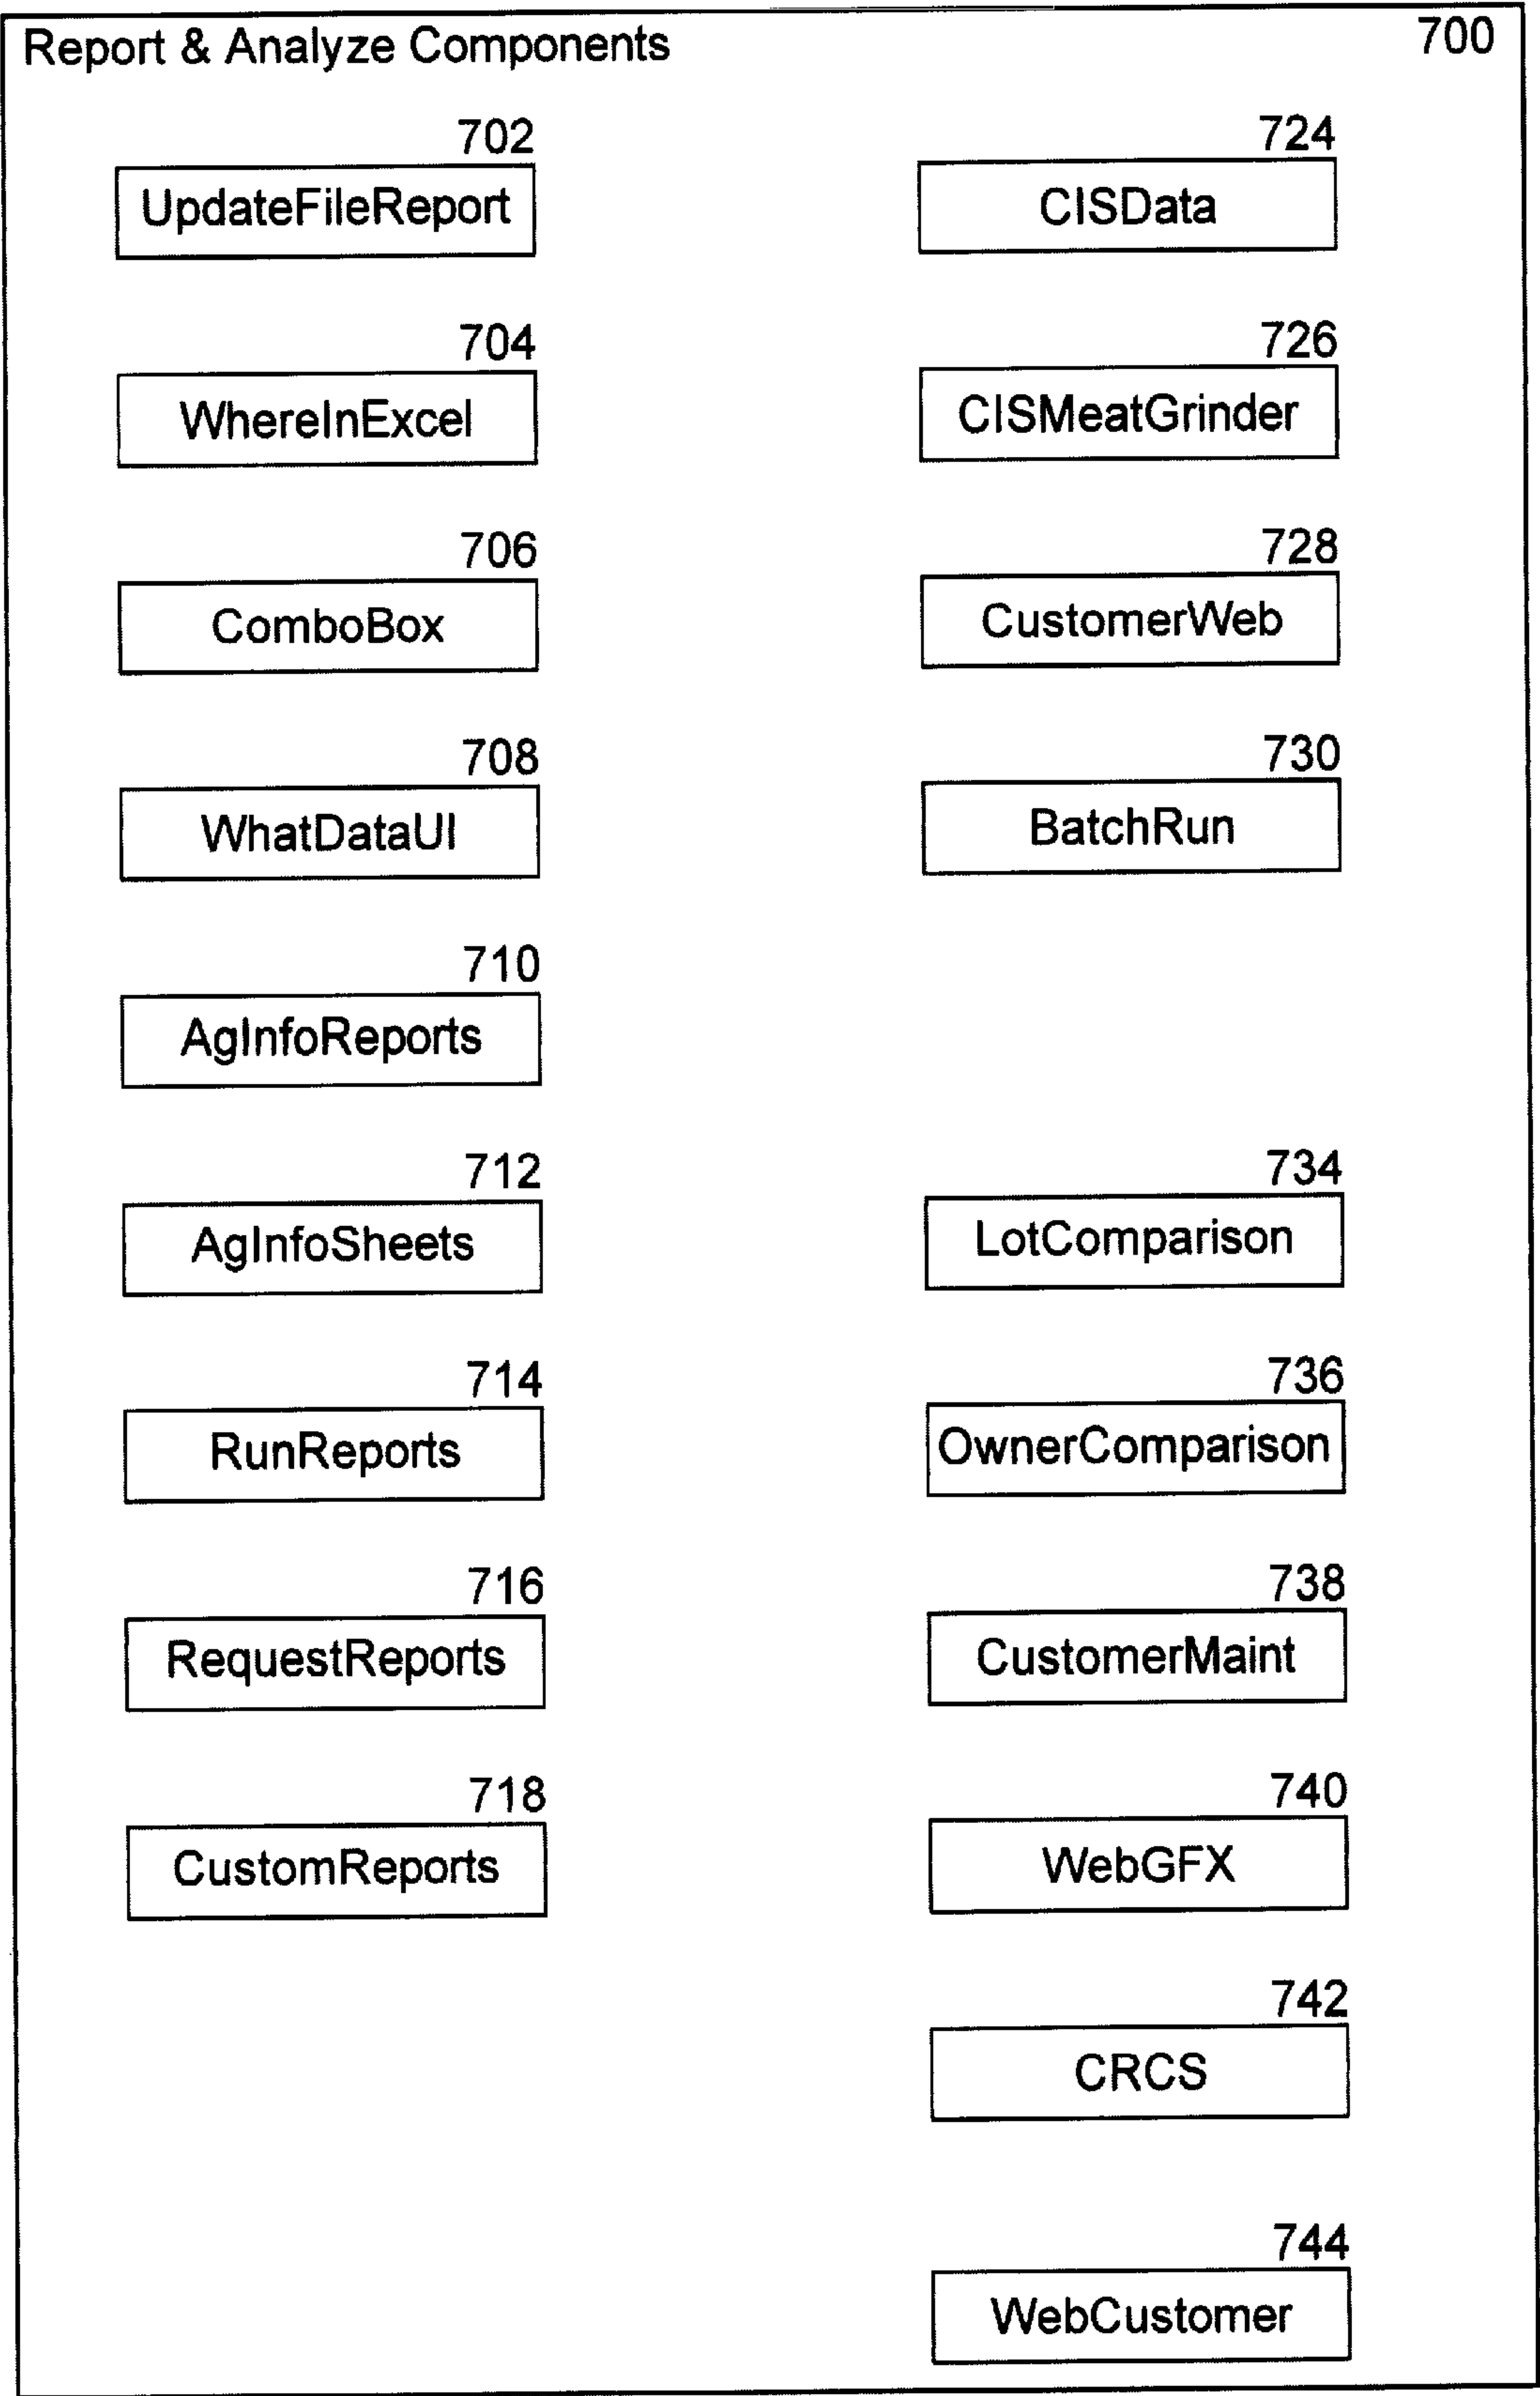 Report & Analyze Components 700
702
UpdateFileReport
704
WhereInExcel
706
ComboBox
708
WhatDataUI
710
AgInfoReports
712
AgInfoSheets
714
RunReports
716
RequestReports
718
CustomReports
724
CISData
726
CISMeatGrinder
728
CustomerWeb
730
BatchRun
734
LotComparison
736
OwnerComparison
738
CustomerMaint
740
WebGFX
742
CRCS
744
WebCustomer